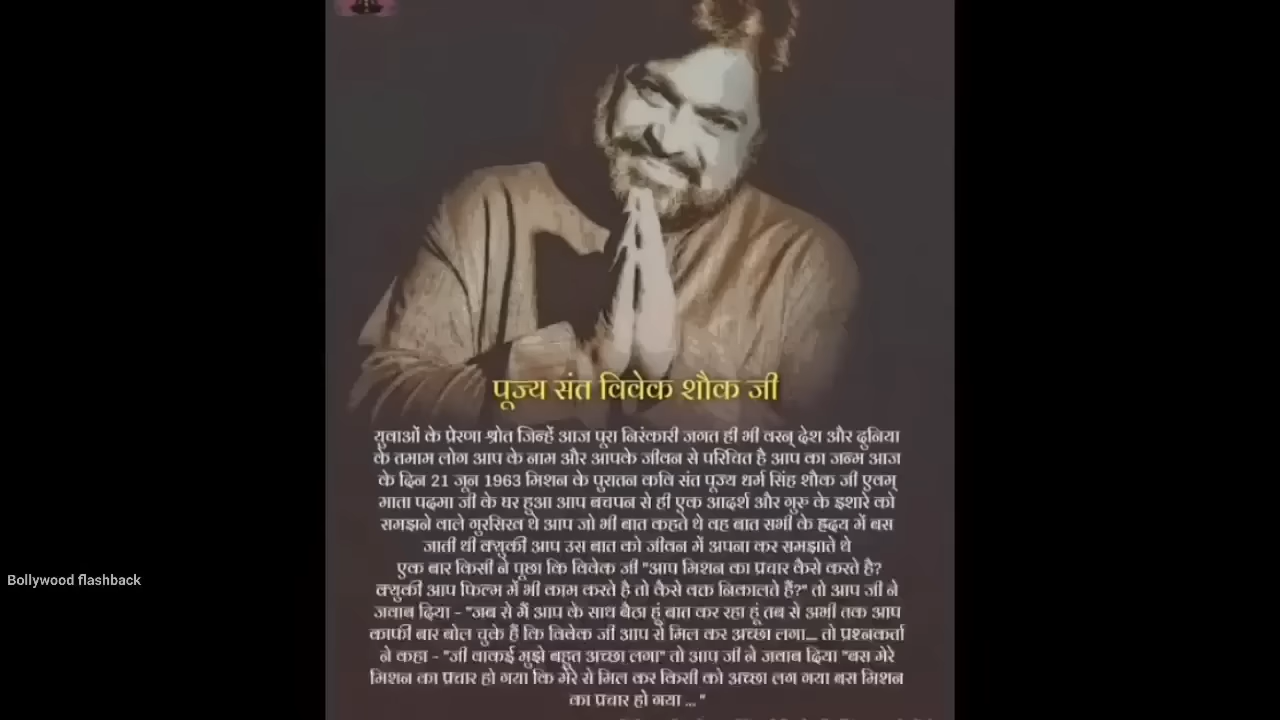 पूज्य संत विवेक शौक जी
युवाओं के प्रेरणा श्रोत जिन्हें आज पूरा निरंकारी जगत ही भी वरन् देश और दुनिया
के तमाम लोग आप के नाम और आपके जीवन से परिचित है आप का जन्म आज
के दिन 21 जून 1963 मिशन के पुरातन कवि संत पूज्य धर्म सिंह शौक जी एवम्
माता पदमा जी के घर हुआ आप बचपन से ही एक आदर्श और गुरु के इशारे को
समझने वाले गुरसिख थे आप जो भी बात कहते थे वह बात सभी के ह्रदय में बस
जाती थी क्युकी आप उस बात को जीवन में अपना कर समझाते थे
एक बार किसी ने पूछा कि विवेक जी "आप मिशन का प्रचार कैसे करते है?
क्युकी आप फिल्म में भी काम करते है तो कैसे वक्त निकालते हैं?" तो आप जी ने
जवाब दिया - "जब से मैं आप के साथ बैठा हूं बात कर रहा हूं तब से अभी तक आप
काफी बार बोल चुके हैं कि विवेक जी आप से मिल कर अच्छा लगा... तो प्रश्नकर्ता
ने कहा - "जी वाकई मुझे बहुत अच्छा लगा" तो आप जी ने जवाब दिया "बस मेरे
मिशन का प्रचार हो गया कि मेरे से मिल कर किसी को अच्छा लग गया बस मिशन
का प्रचार हो गया ... "
Bollywood flashback